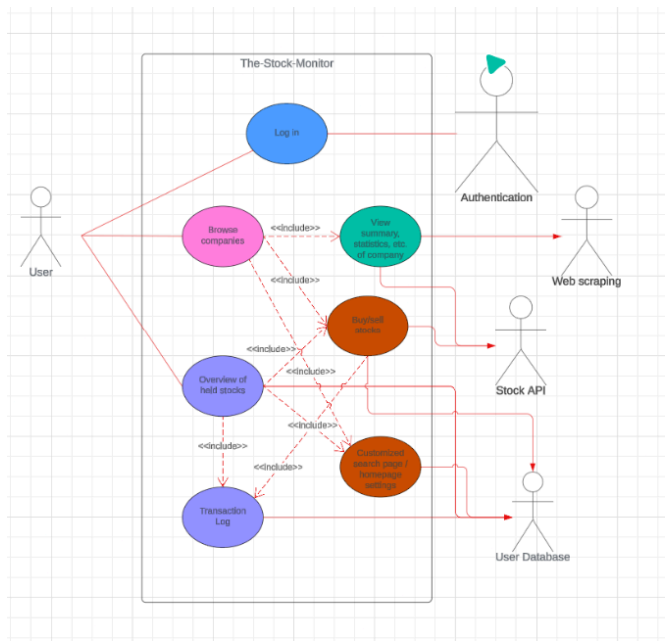 The-Stock-Monitor
Log in
Authentication
Browse
companies
<<include>>
View
summary,
statistics, etc.
of company
User
Web scraping
<<include>>
Buy/sell
stocks
<<include>>
<<include>>
Stock API
Overview of
held stocks
<<include>>
<<include>>
<<include>>
Customized
search page /
homepage
settings
Transaction
Log
User Database